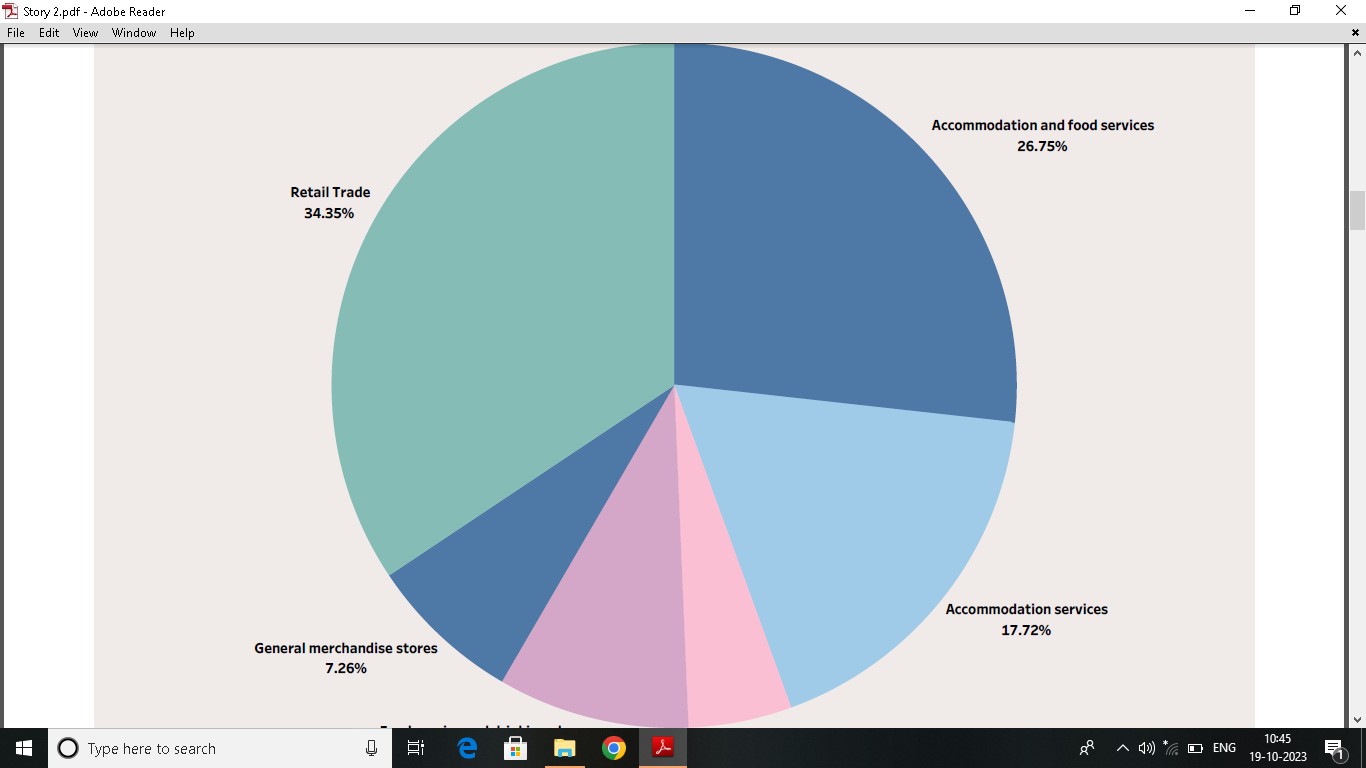 Story 2.pdf - Adobe Reader
File Edit View Window Help
Accommodation and food services
26.75%
Retail Trade
34.35%
Accommodation services
17.72%
General merchandise stores
7.26%
Type here to search
ENG
10:45
19-10-2023
1